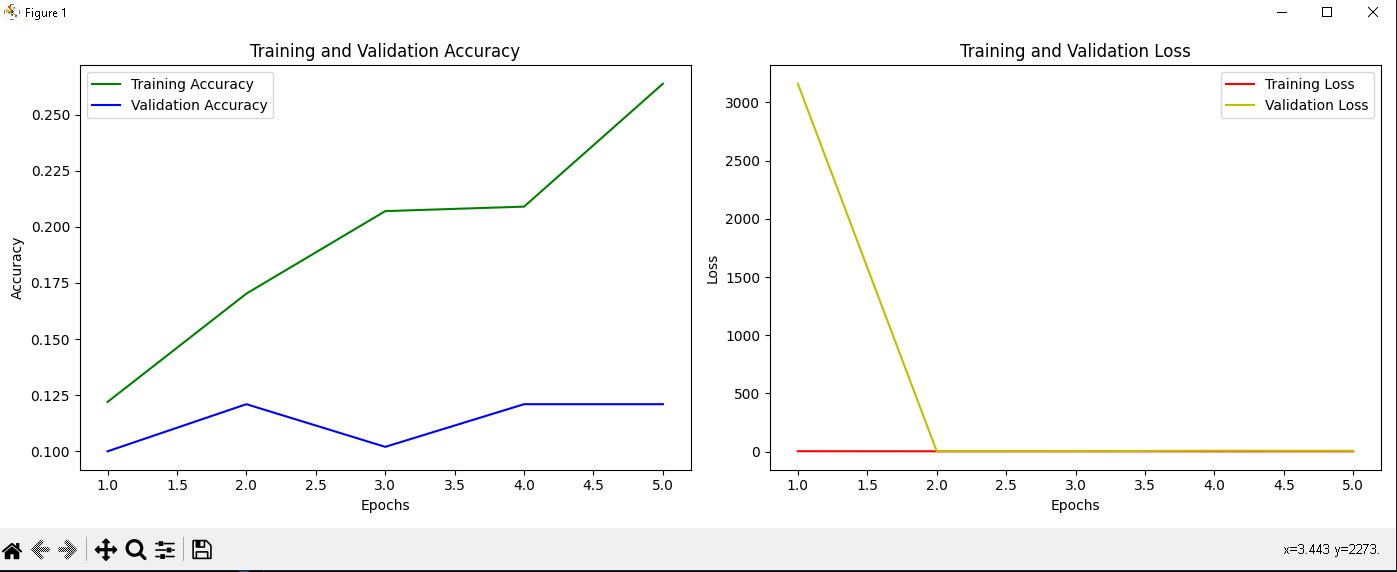 Figure 1
Training and Validation Accuracy
Training Accuracy
Validation Accuracy
0.250
0.225
0.200
0.175
0.150
0.125
0.100
Accuracy
1.0 1.5 2.0 2.5 3.0 3.5 4.0 4.5 5.0
Epochs
Training and Validation Loss
Training Loss
Validation Loss
3000
2500
2000
1500
1000
500
0
Loss
1.0 1.5 2.0 2.5 3.0 3.5 4.0 4.5 5.0
Epochs
x=3.443 y=2273.